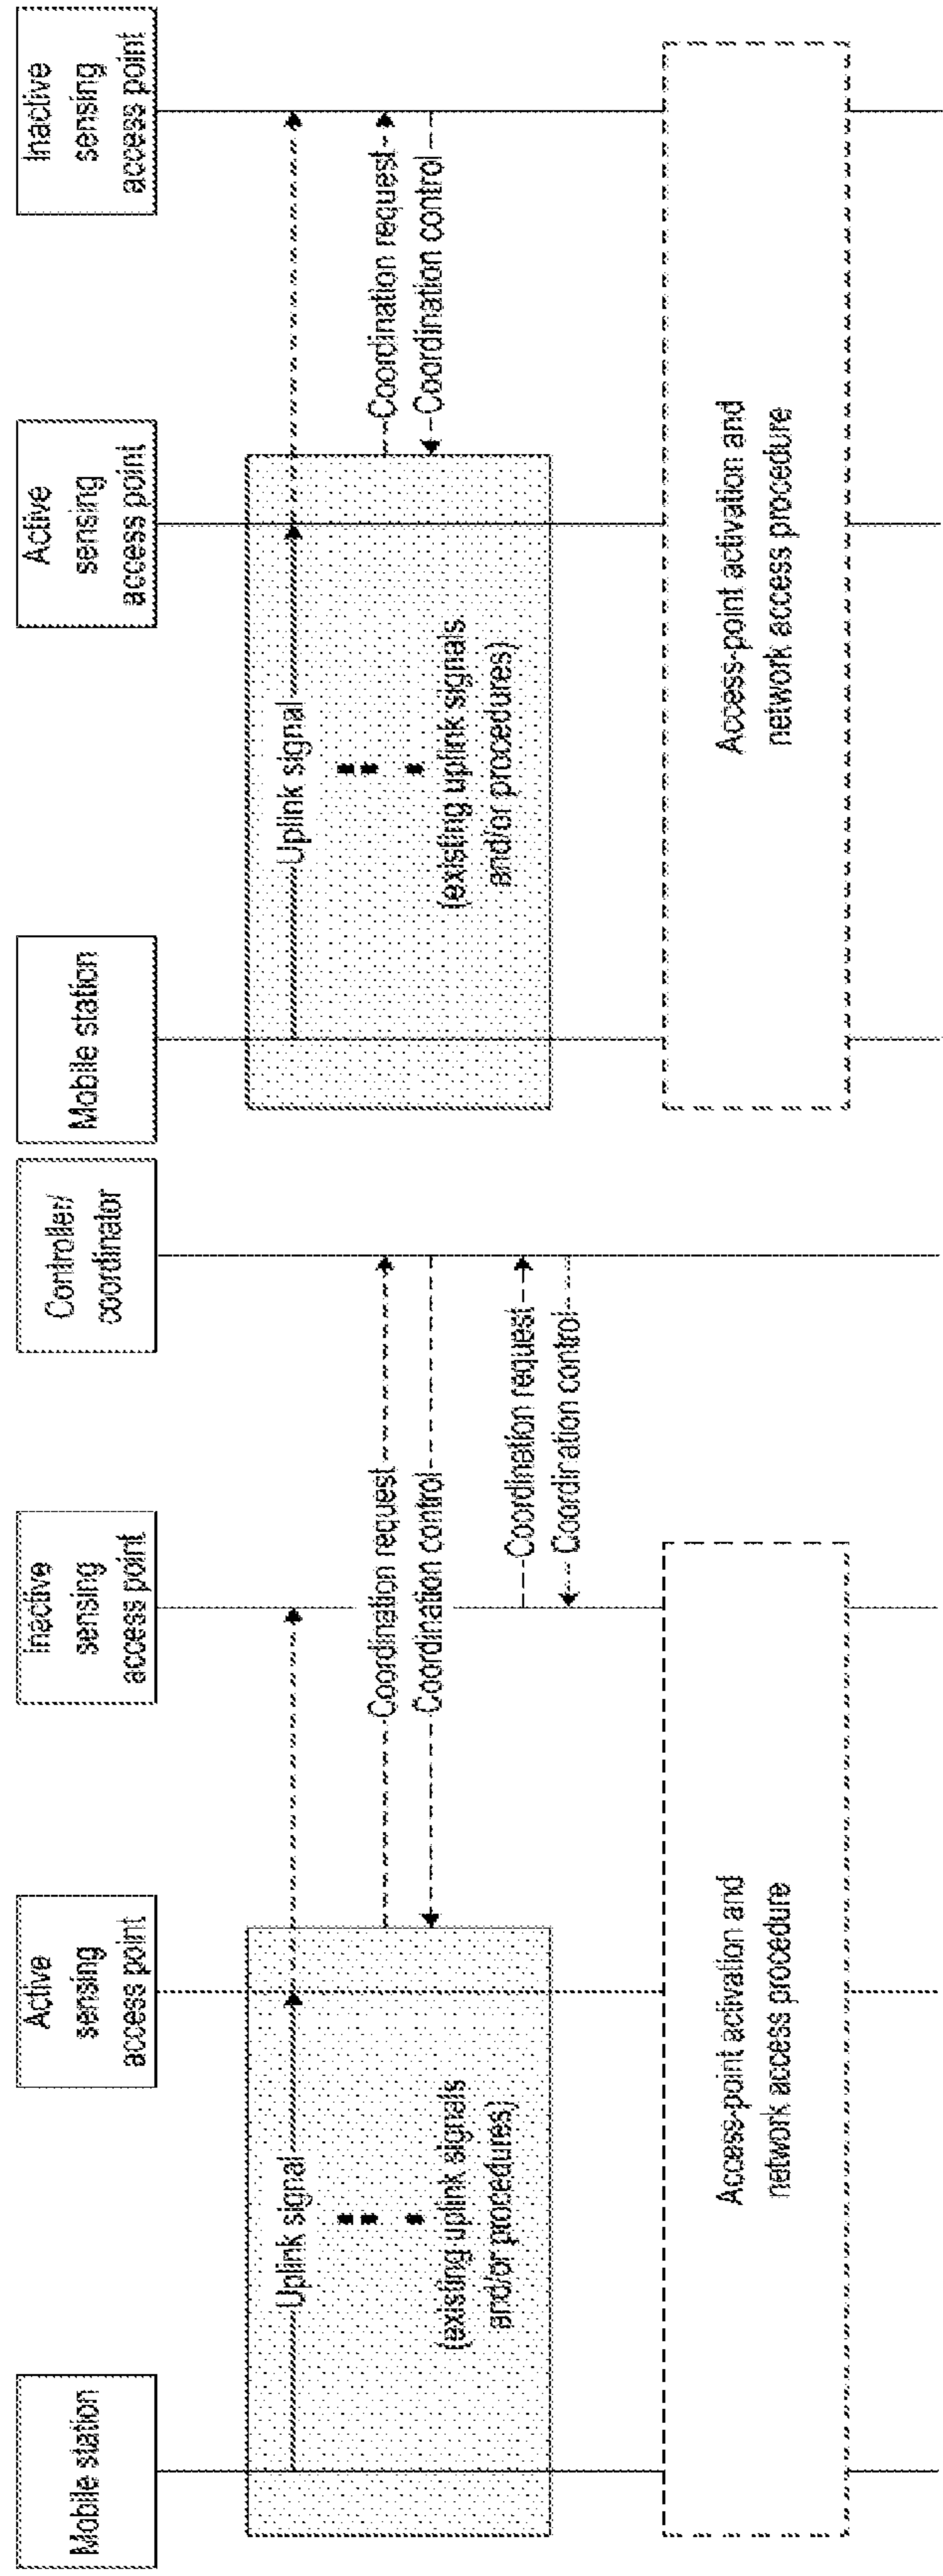 Mobile station
Active
sensing
access point
Inactive
sensing
access point
Controller/
coordinator
Uplink signal
(existing uplink signals
and/or procedures)
Coordination request
Coordination control
Coordination request
Coordination control
Access-point activation and
network access procedure
Mobile station
Active
sensing
access point
Inactive
sensing
access point
Uplink signal
(existing uplink signals
and/or procedures)
Coordination request
Coordination control
Access-point activation and
network access procedure